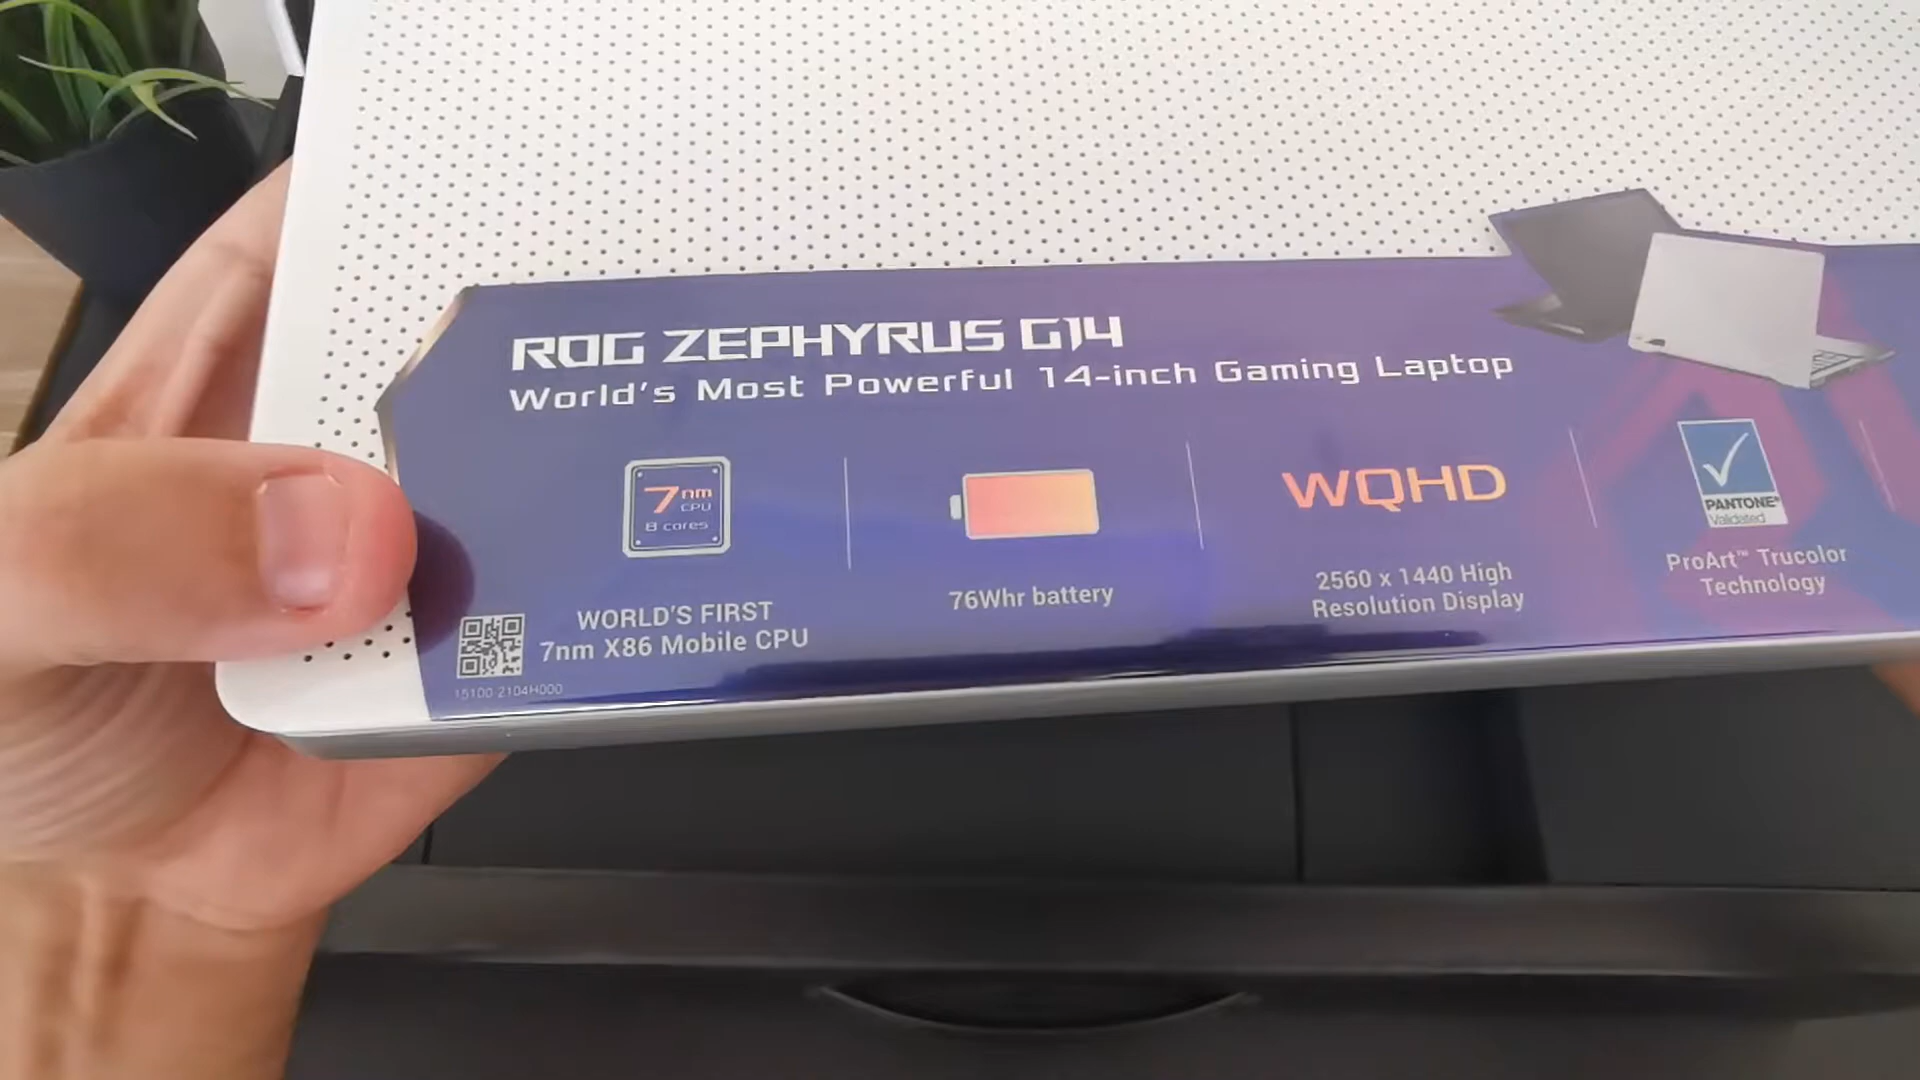 ROG ZEPHYRUS G14
World's Most Powerful 14-inch Gaming Laptop
7nm
CPU
8 cores
WORLD'S FIRST
7nm X86 Mobile CPU
76Whr battery
WQHD
2560 x 1440 High
Resolution Display
PANTONE®
Validated
ProArt™ Trucolor
Technology
15100-2104H000